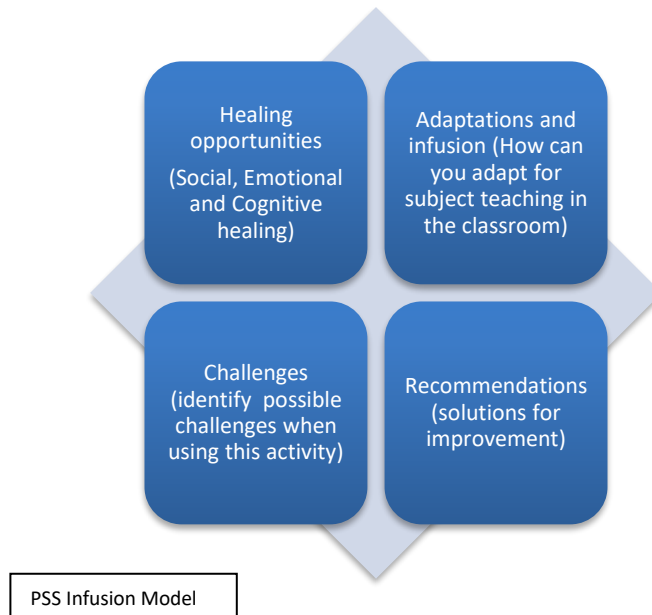 Healing
opportunities
(Social, Emotional
and Cognitive
healing)
Adaptations and
infusion (How can
you adapt for
subject teaching in
the classroom)
Challenges
(identify possible
challenges when
using this activity)
Recommendations
(solutions for
improvement)
PSS Infusion Model